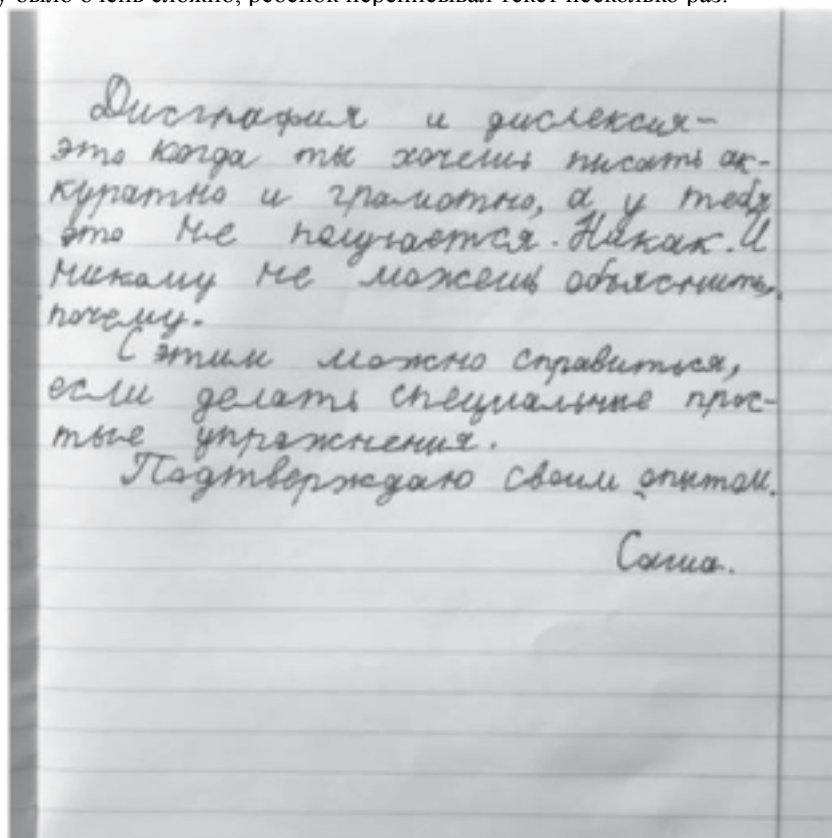 у было очень сложно, ребенок переписывал текст несколько раз.
Дисграфия и дислексия-
это когда ты хочешь писать ак-
куратно и грамотно, а у тебя
это не получается. Никак. И
никому не можешь объяснить,
почему.
С этим можно справиться,
если делать специальные прос-
тые упражнения.
Подтверждаю своим опытом.
Саша.